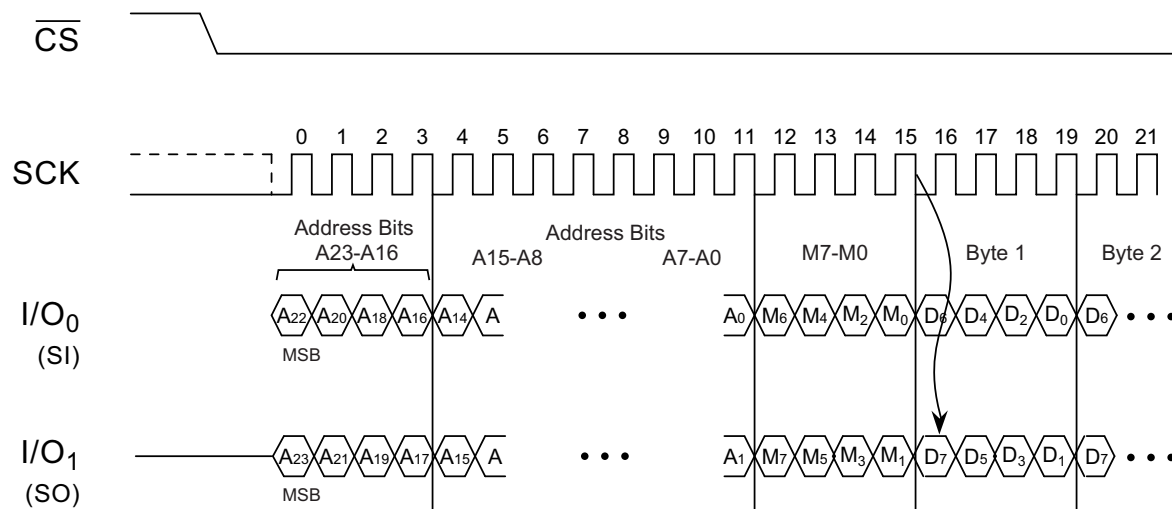 CS
0 1 2 3 4 5 6 7 8 9 10 11 12 13 14 15 16 17 18 19 20 21
SCK
Address Bits
A23-A16
Address Bits
A15-A8 A7-A0
M7-M0
Byte 1
Byte 2
I/O0
(SI)
A22 A20 A18 A16 A14 A • • • A0 M6 M4 M2 M0 D6 D4 D2 D0 D6 • • •
MSB
I/O1
(SO)
A23 A21 A19 A17 A15 A • • • A1 M7 M5 M3 M1 D7 D5 D3 D1 D7 • • •
MSB